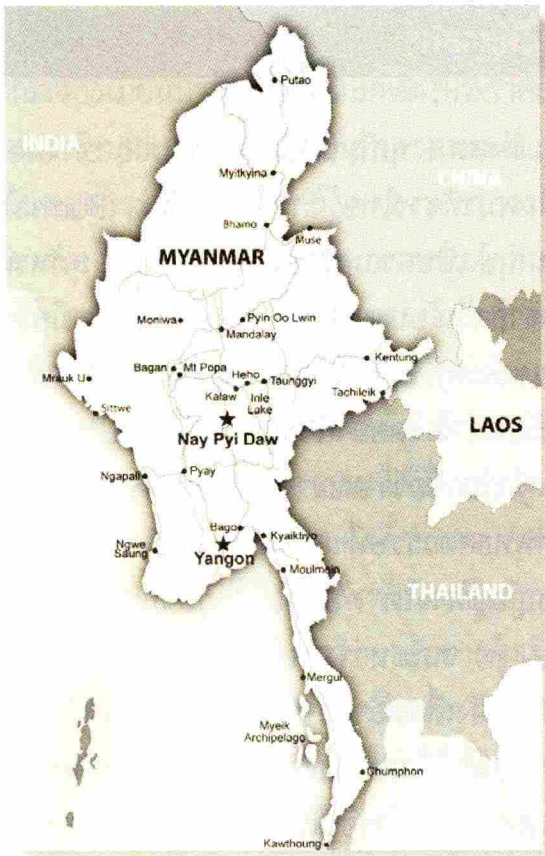 Putao
INDIA
CHINA
Myitkyina
Bhamo
Muse
MYANMAR
Moniwa
Pyin Oo Lwin
Mandalay
Kentung
Bagan
Mt Popa
Heho
Taunggyi
Mrauk U
Kalaw
Inle
Lake
Tachileik
Sittwe
LAOS
Nay Pyi Daw
Ngapali
Pyay
Bago
Kyaiktiyo
Ngwe
Saung
Yangon
Moulmein
THAILAND
Mergui
Myeik
Archipelago
Chumphon
Kawthoung